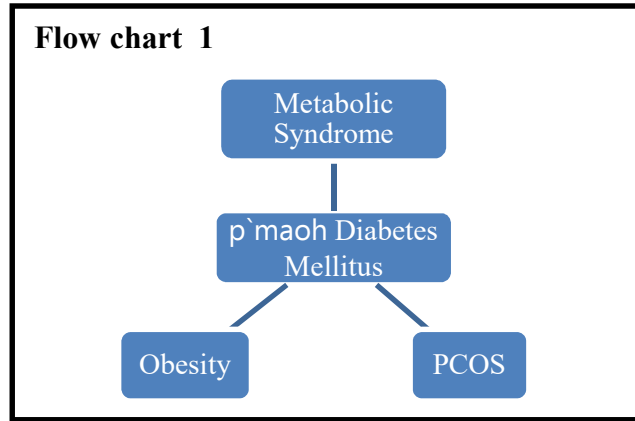 Flow chart 1
Metabolic
Syndrome
p`maoh Diabetes
Mellitus
Obesity
PCOS